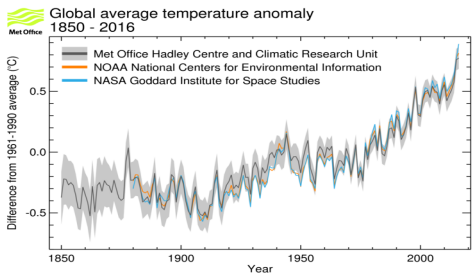 Met Office
Global average temperature anomaly
1850 - 2016
Met Office Hadley Centre and Climatic Research Unit
NOAA National Centers for Environmental Information
NASA Goddard Institute for Space Studies
Difference from 1961-1990 average (°C)
0.5
0.0
-0.5
1850
1900
1950
2000
Year